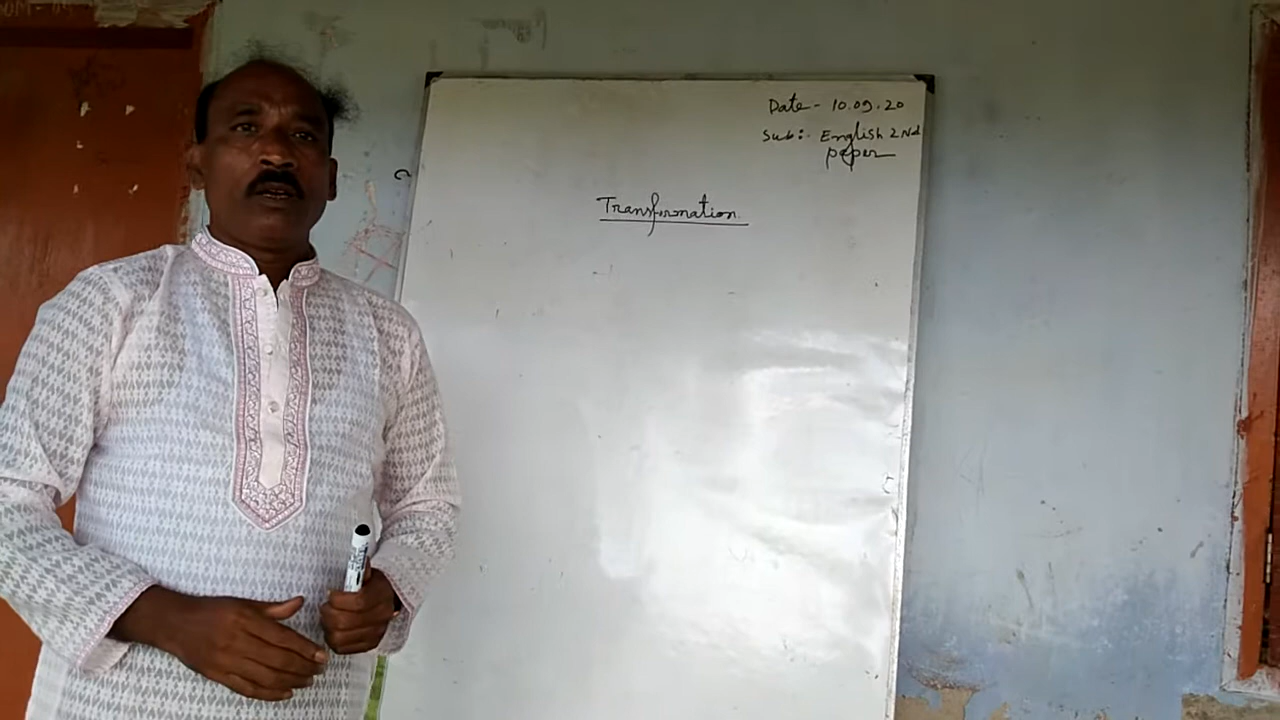 Date - 10.09.20
Sub:- English 2nd
paper
Transformation